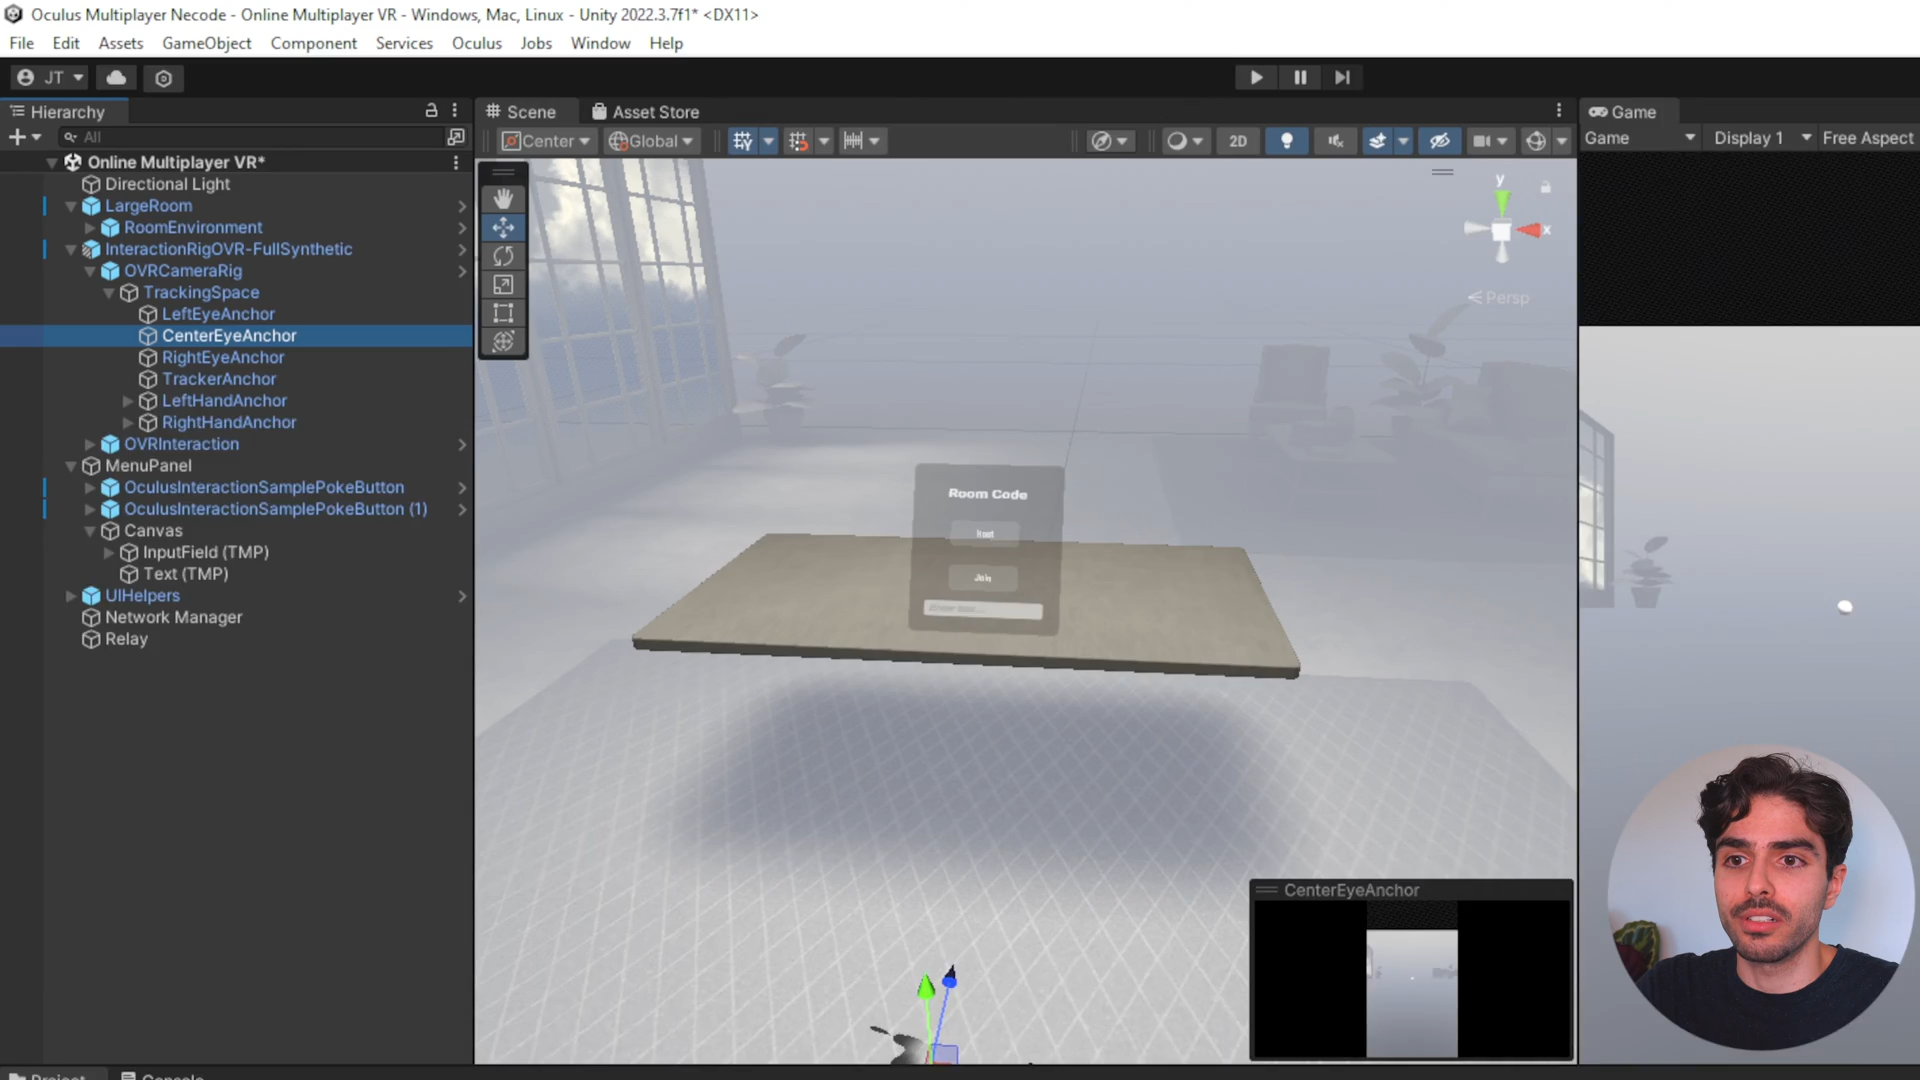 Oculus Multiplayer Necode - Online Multiplayer VR - Windows, Mac, Linux - Unity 2022.3.7f1* <DX11>
File Edit Assets GameObject Component Services Oculus Jobs Window Help
JT
Hierarchy
Scene
Asset Store
Game
All
Center
Global
2D
Game
Display 1
Free Aspect
Online Multiplayer VR*
Directional Light
LargeRoom
RoomEnvironment
InteractionRigOVR-FullSynthetic
OVRCameraRig
TrackingSpace
LeftEyeAnchor
CenterEyeAnchor
RightEyeAnchor
TrackerAnchor
LeftHandAnchor
RightHandAnchor
OVRInteraction
MenuPanel
OculusInteractionSamplePokeButton
OculusInteractionSamplePokeButton (1)
Canvas
InputField (TMP)
Text (TMP)
UIHelpers
Network Manager
Relay
y
x
Persp
Room Code
Host
Join
Enter text...
CenterEyeAnchor
Project
Console